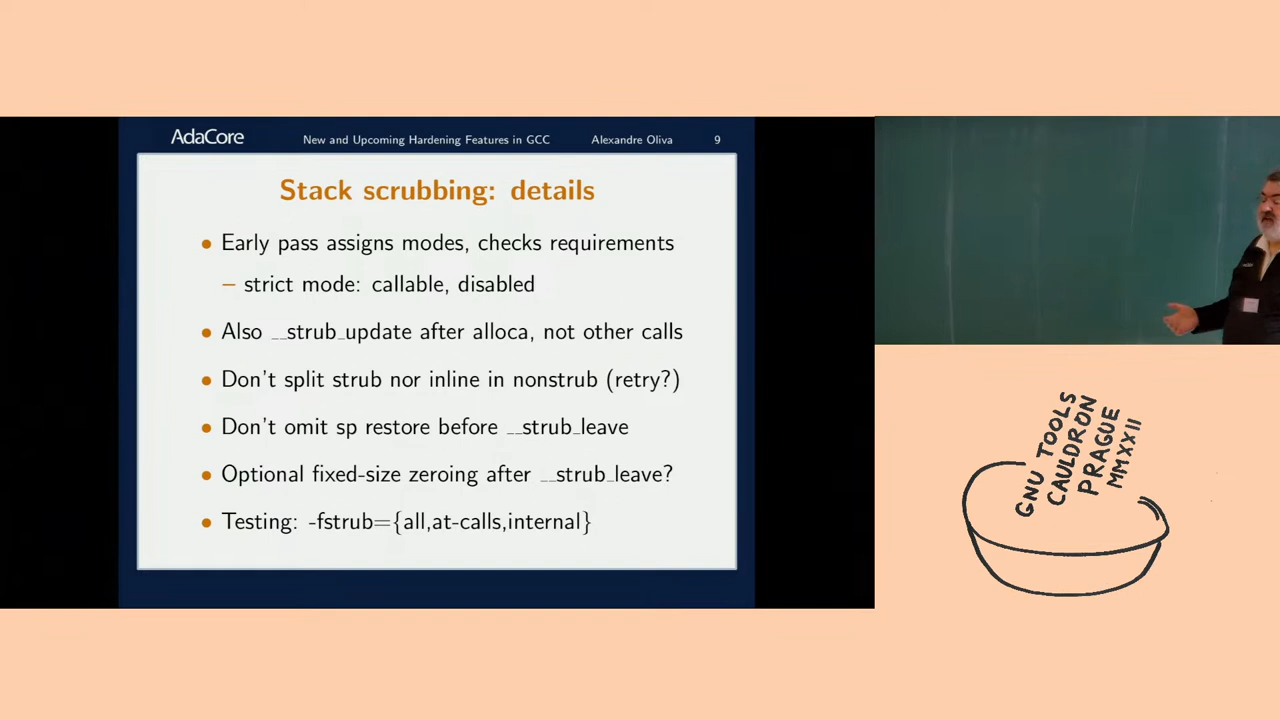 AdaCore New and Upcoming Hardening Features in GCC Alexandre Oliva 9
Stack scrubbing: details
• Early pass assigns modes, checks requirements
– strict mode: callable, disabled
• Also __strub_update after alloca, not other calls
• Don't split strub nor inline in nonstrub (retry?)
• Don't omit sp restore before __strub_leave
• Optional fixed-size zeroing after __strub_leave?
• Testing: -fstrub={all,at-calls,internal}
GNU TOOLS
CAULDRON
PRAGUE
MMXXII